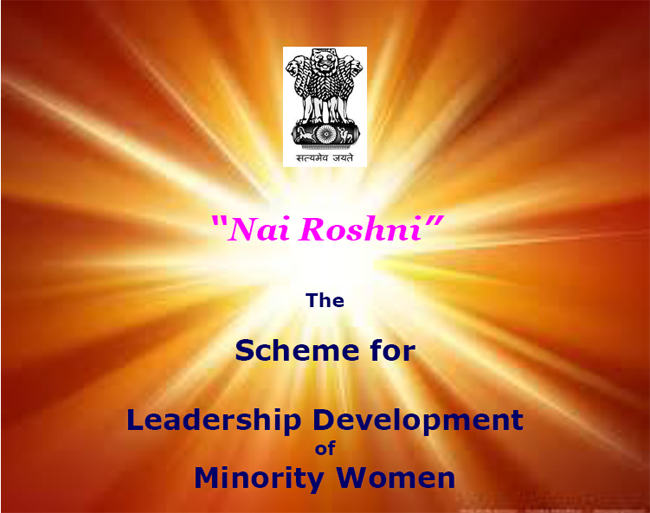 सत्यमेव जयते
“Nai Roshni”
The
Scheme for
Leadership Development
of
Minority Women